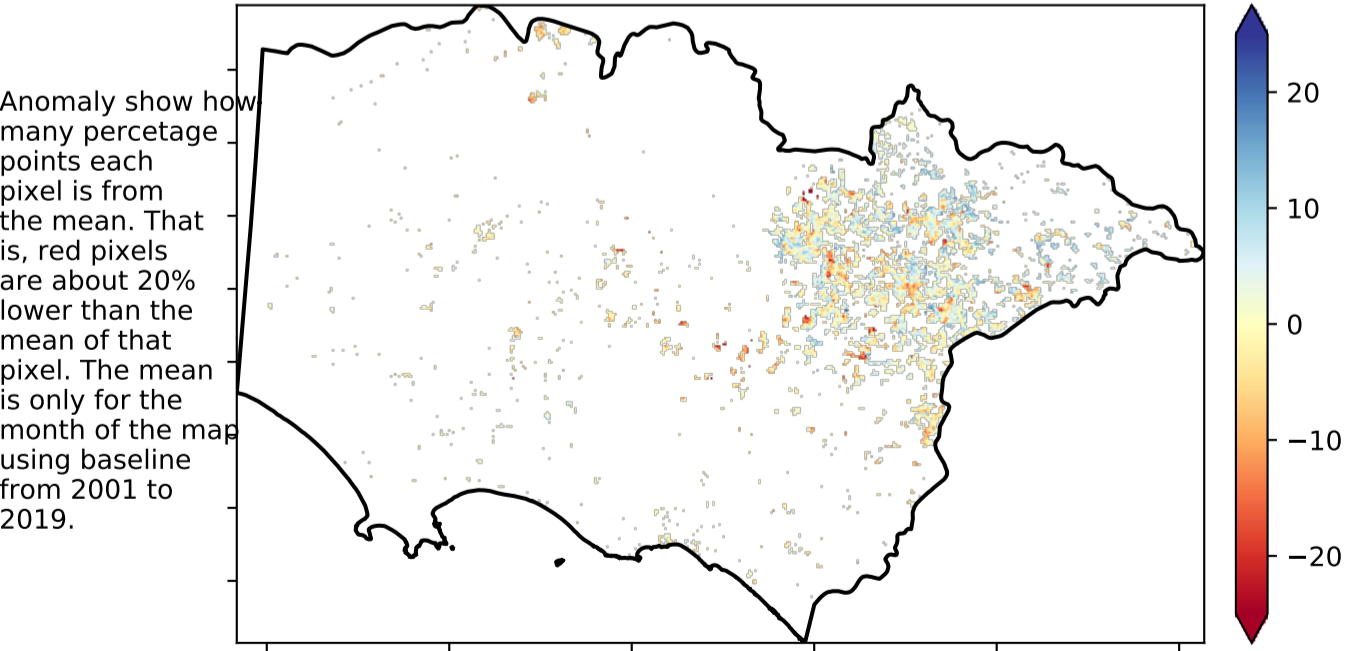 Anomaly show how
many percetage
points each
pixel is from
the mean. That
is, red pixels
are about 20%
lower than the
mean of that
pixel. The mean
is only for the
month of the map
using baseline
from 2001 to
2019.
20
10
0
−10
−20